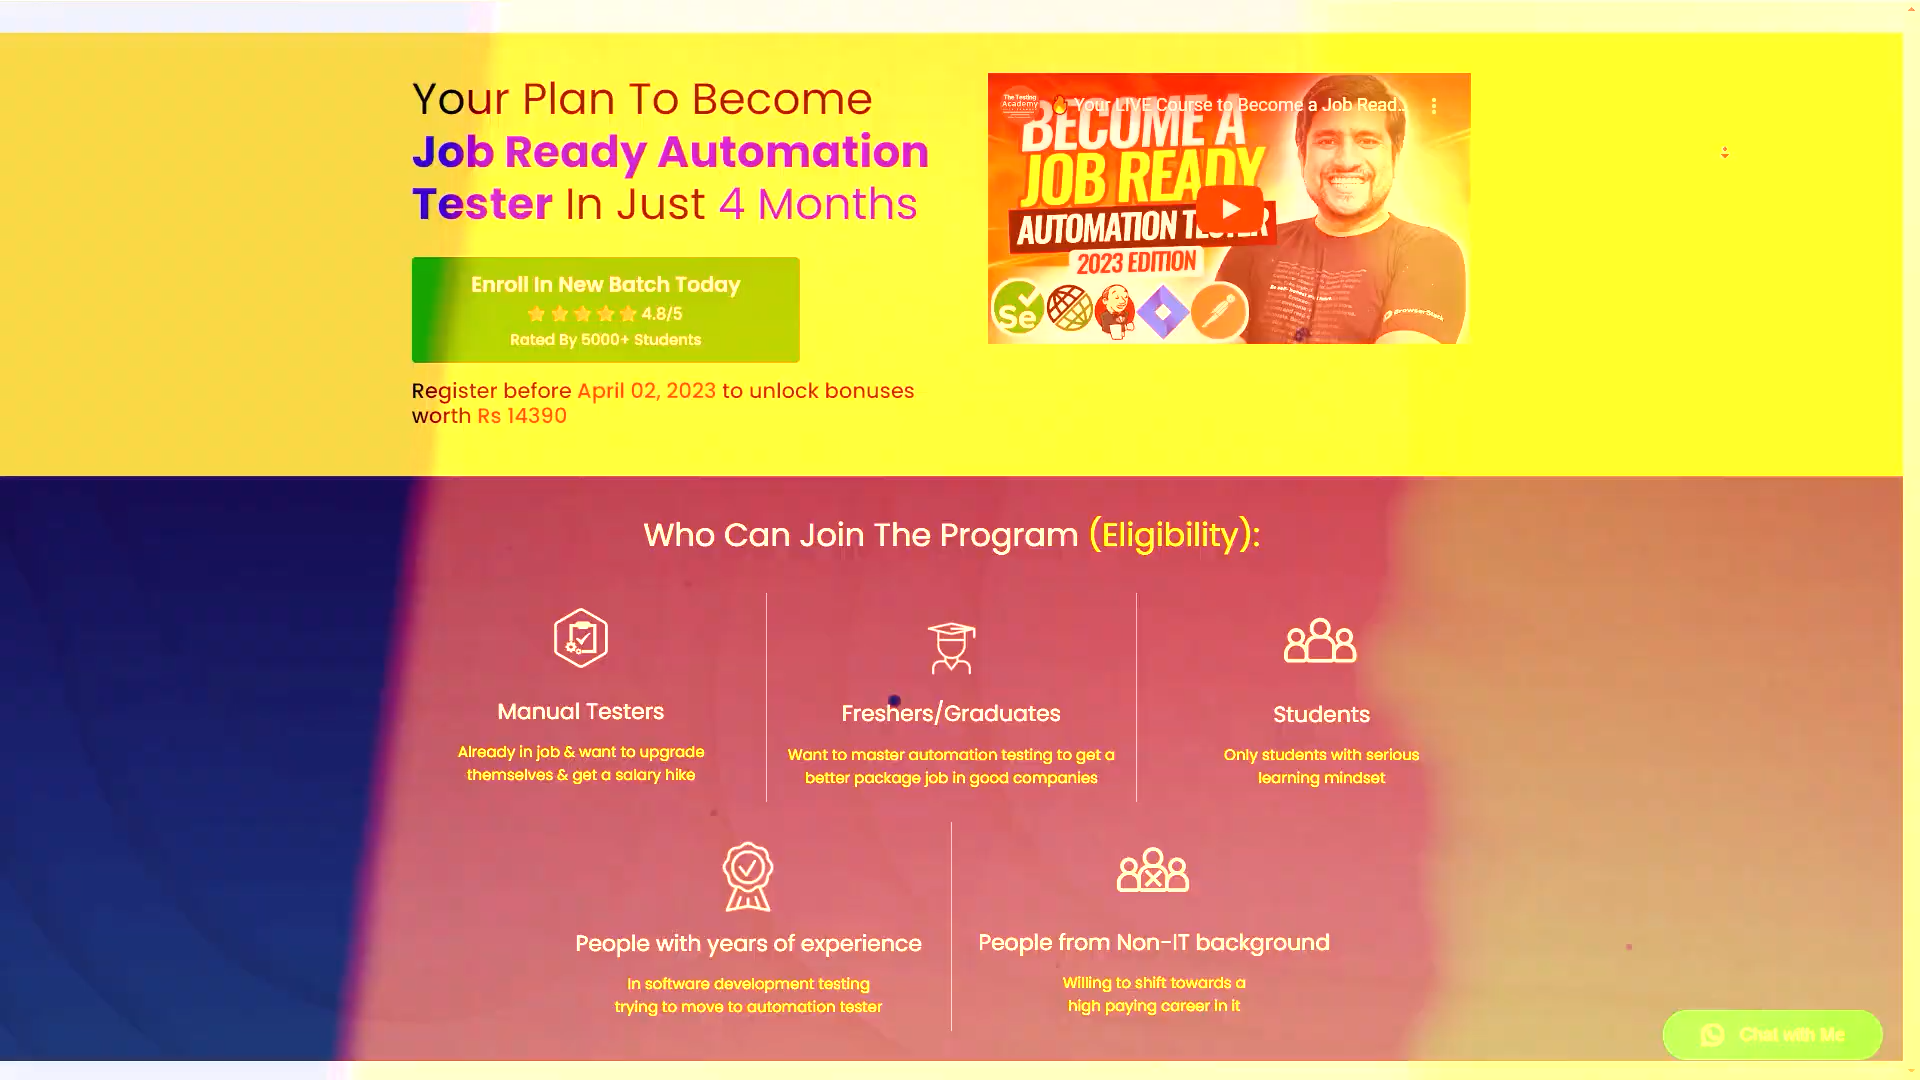 Your Plan To Become
Job Ready Automation
Tester In Just 4 Months
Enroll In New Batch Today
4.8/5
Rated By 5000+ Students
Register before April 02, 2023 to unlock bonuses
worth Rs 14390
The Testing
Academy
Your LIVE Course to Become a Job Read...
BECOME A
JOB READY
AUTOMATION
2023 EDITION
Se
BrowserStack
Who Can Join The Program (Eligibility):
Manual Testers
Already in job & want to upgrade
themselves & get a salary hike
Freshers/Graduates
Want to master automation testing to get a
better package job in good companies
Students
Only students with serious
learning mindset
People with years of experience
In software development testing
trying to move to automation tester
People from Non-IT background
Willing to shift towards a
high paying career in it
Chat with Me